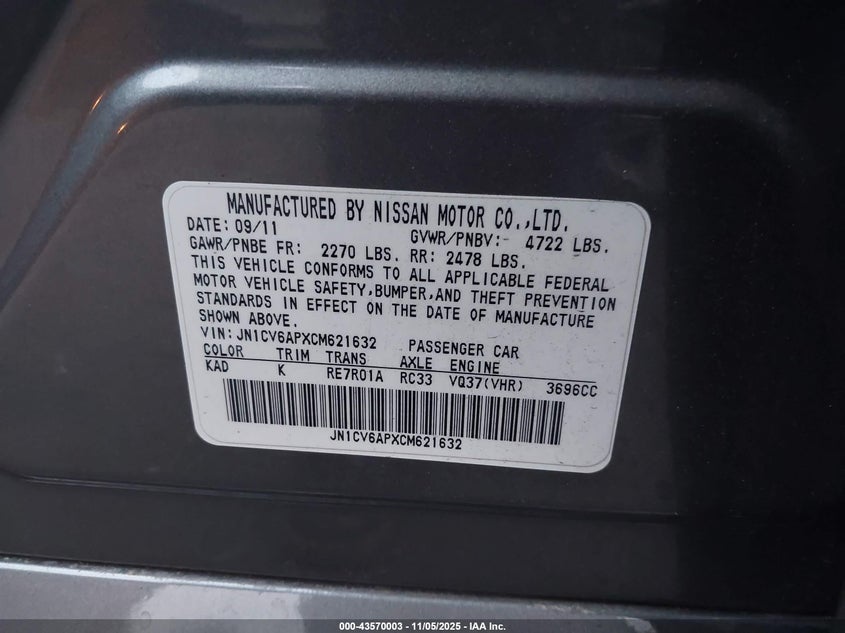 MANUFACTURED BY NISSAN MOTOR CO.,LTD.
DATE: 09/11 GVWR/PNBV:- 4722 LBS.
GAWR/PNBE FR: 2270 LBS. RR: 2478 LBS.
THIS VEHICLE CONFORMS TO ALL APPLICABLE FEDERAL
MOTOR VEHICLE SAFETY,BUMPER,AND THEFT PREVENTION
STANDARDS IN EFFECT ON THE DATE OF MANUFACTURE
SHOWN ABOVE.
VIN:JN1CV6APXCM621632 PASSENGER CAR
COLOR TRIM TRANS AXLE ENGINE
KAD K RE7R01A RC33 VQ37(VHR) 3696CC
JN1CV6APXCM621632
000-43570003 — 11/05/2025 — IAA Inc.